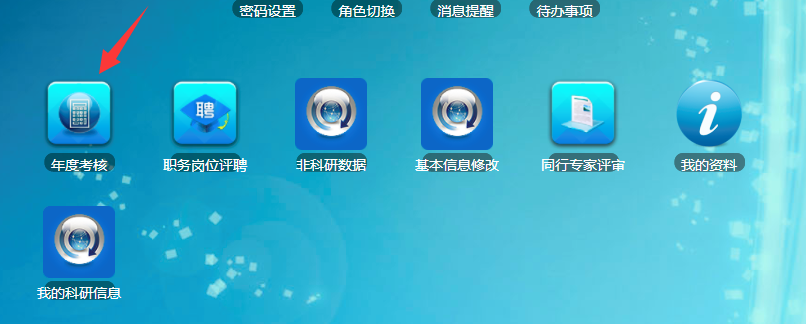 密码设置 角色切换 消息提醒 待办事项
聘
年度考核 职务岗位评聘 非科研数据 基本信息修改 同行专家评审 我的资料
我的科研信息